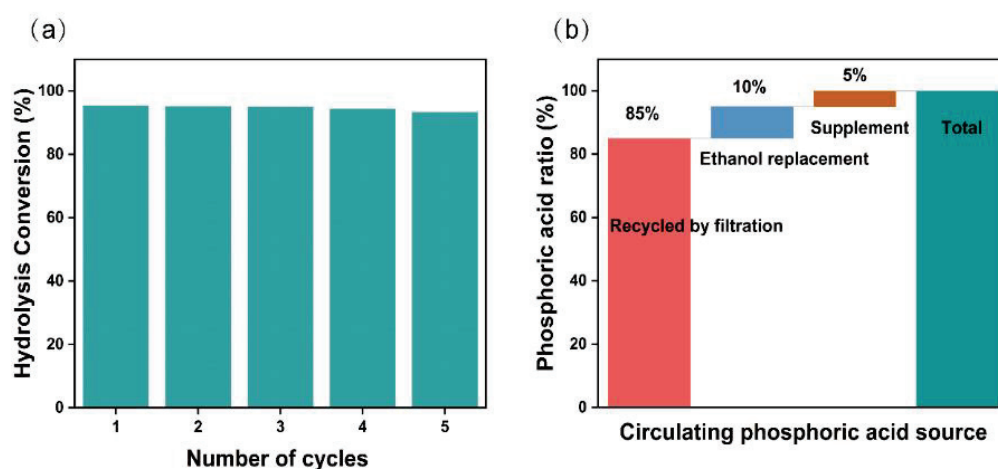 (a)
Hydrolysis Conversion (%)
100
80
60
40
20
0
1 2 3 4 5
Number of cycles
(b)
Phosphoric acid ratio (%)
100
80
60
40
20
0
85%
10%
5%
Supplement
Total
Ethanol replacement
Recycled by filtration
Circulating phosphoric acid source